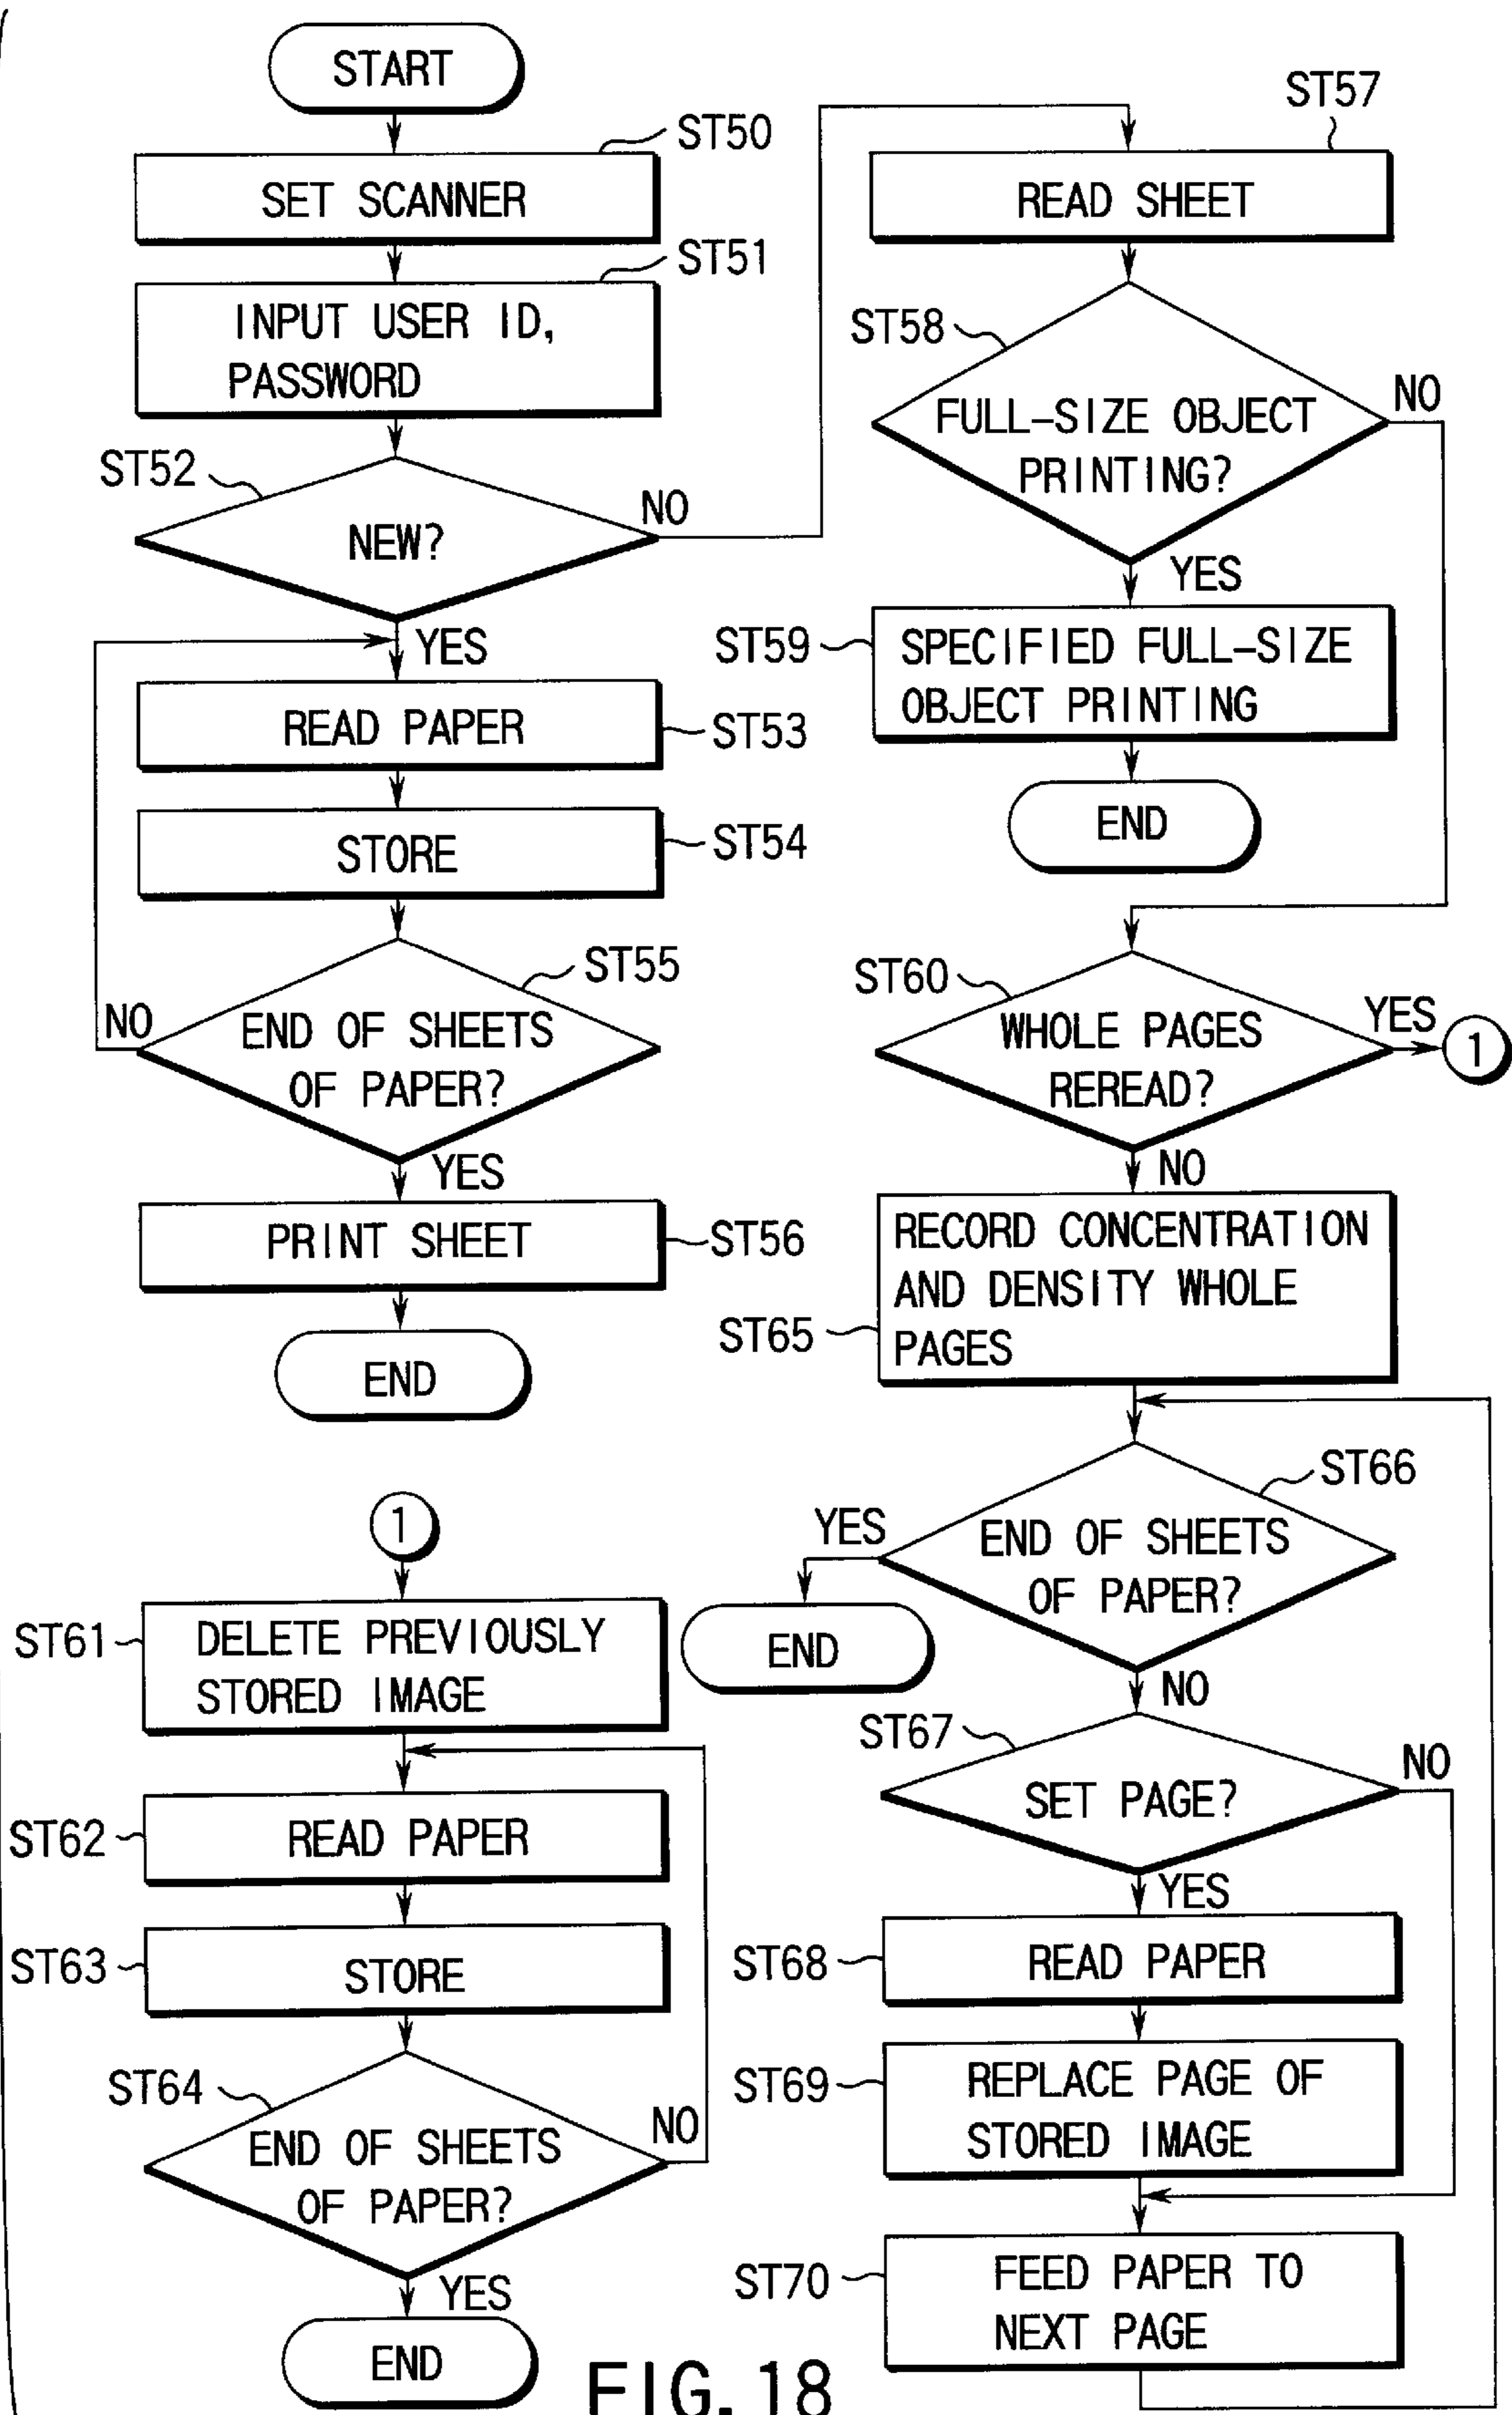 START
ST50
SET SCANNER
ST51
INPUT USER ID,
PASSWORD
ST52
NEW?
NO
YES
READ PAPER
ST53
STORE
ST54
ST55
NO
END OF SHEETS
OF PAPER?
YES
PRINT SHEET
ST56
END
ST57
READ SHEET
ST58
FULL-SIZE OBJECT
PRINTING?
NO
YES
ST59
SPECIFIED FULL-SIZE
OBJECT PRINTING
END
ST60
WHOLE PAGES
REREAD?
YES
1
NO
RECORD CONCENTRATION
AND DENSITY WHOLE
PAGES
ST65
ST66
YES
END OF SHEETS
OF PAPER?
END
NO
ST67
SET PAGE?
NO
YES
ST68
READ PAPER
ST69
REPLACE PAGE OF
STORED IMAGE
ST70
FEED PAPER TO
NEXT PAGE
1
ST61
DELETE PREVIOUSLY
STORED IMAGE
ST62
READ PAPER
ST63
STORE
ST64
END OF SHEETS
OF PAPER?
NO
YES
END
FIG. 18